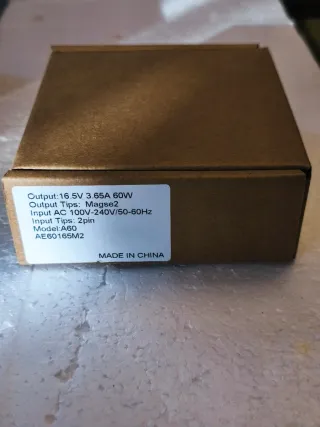 Output:16.5V 3.65A 60W
Output Tips: Magse2
Input AC 100V-240V/50-60Hz
Input Tips: 2pin
Model:A60
AE60165M2
MADE IN CHINA